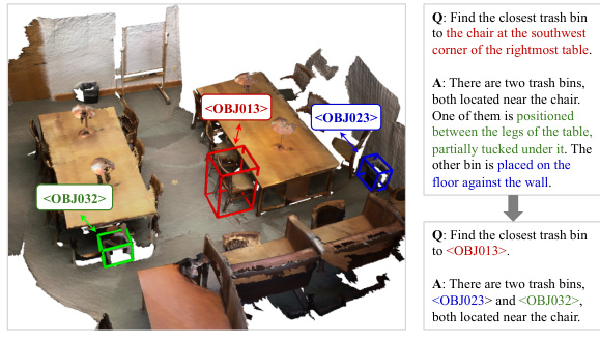 <OBJ013>
<OBJ023>
<OBJ032>
Q: Find the closest trash bin
to the chair at the southwest
corner of the rightmost table.
A: There are two trash bins,
both located near the chair.
One of them is positioned
between the legs of the table,
partially tucked under it. The
other bin is placed on the
floor against the wall.
Q: Find the closest trash bin
to <OBJ013>.
A: There are two trash bins,
<OBJ023> and <OBJ032>,
both located near the chair.